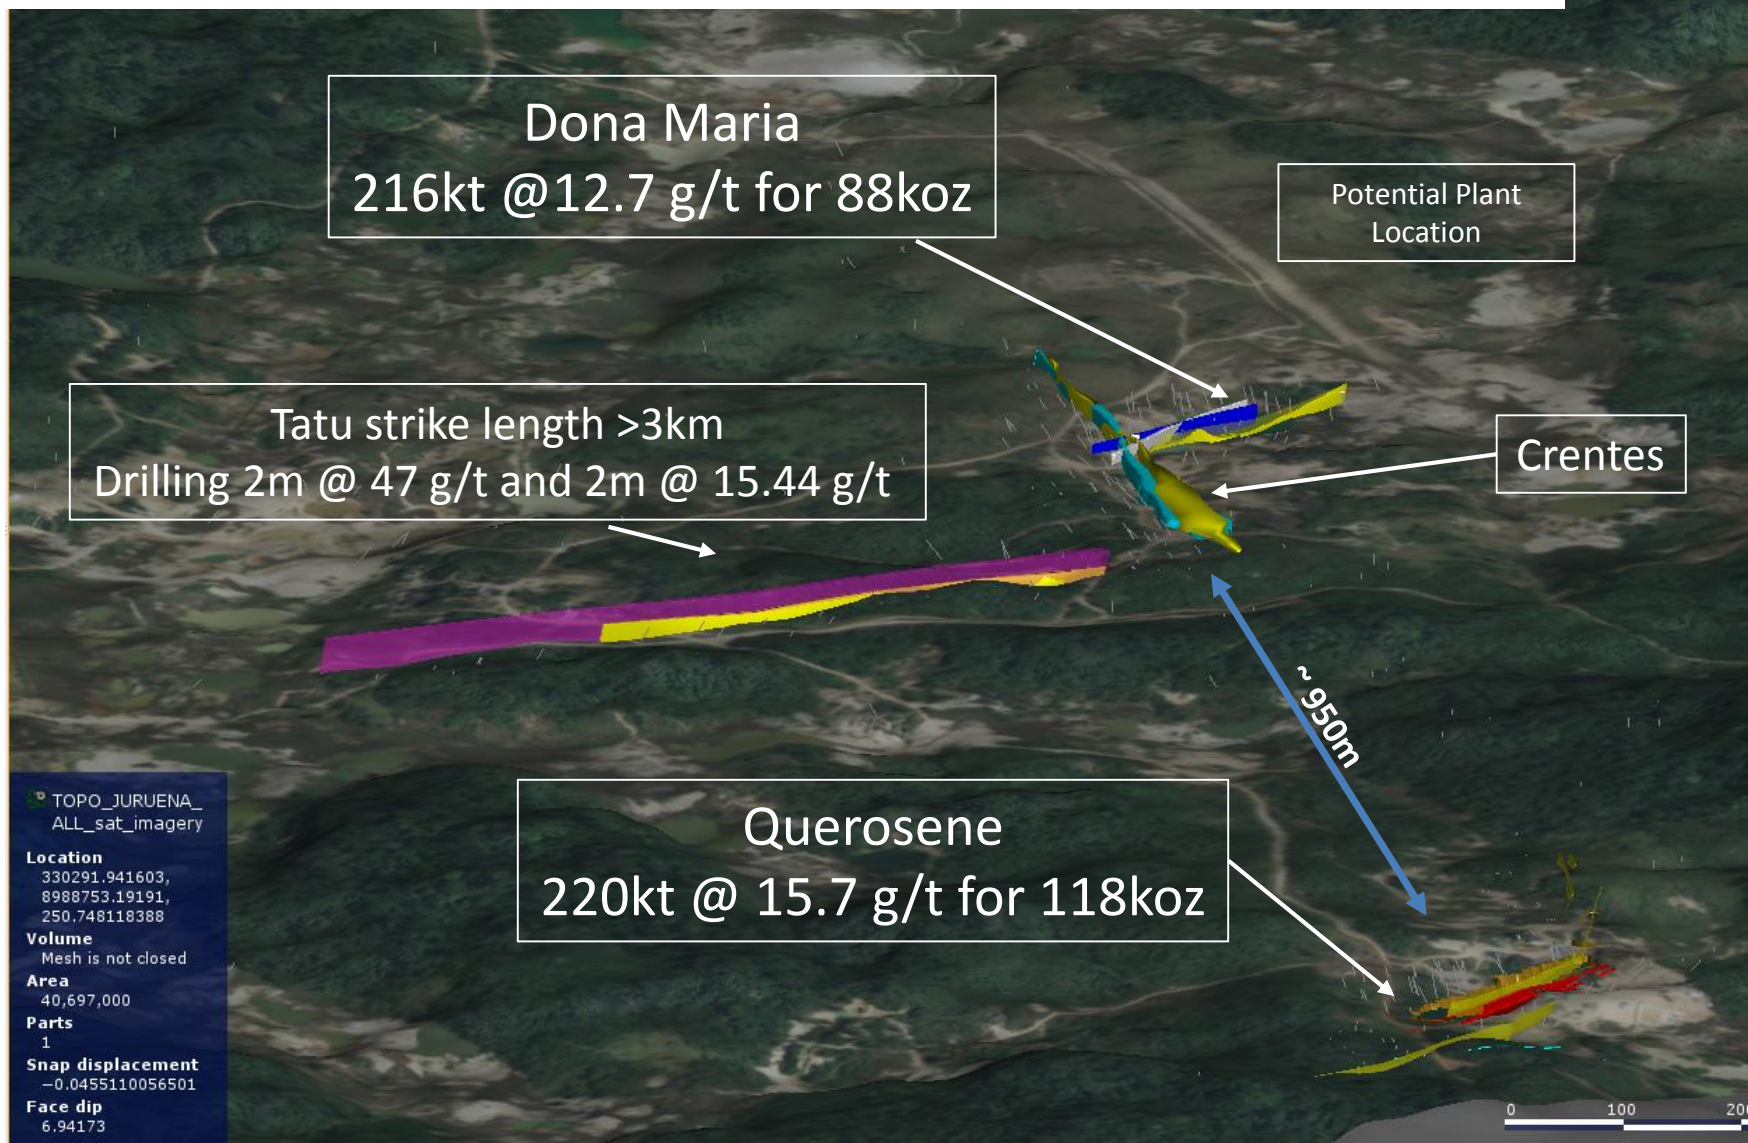 Dona Maria
216kt @12.7 g/t for 88koz
Potential Plant
Location
Tatu strike length >3km
Drilling 2m @ 47 g/t and 2m @ 15.44 g/t
Crentes
~ 950m
Querosene
220kt @ 15.7 g/t for 118koz
TOPO_JURUENA_
ALL_sat_imagery
Location
330291.941603,
8988753.19191,
250.748118388
Volume
Mesh is not closed
Area
40,697,000
Parts
1
Snap displacement
−0.0455110056501
Face dip
6.94173
0 100 200